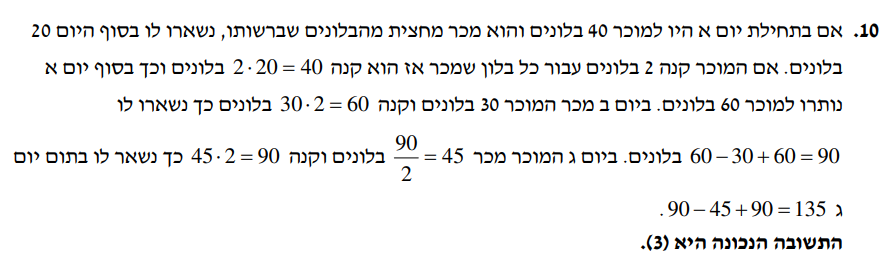 10. אם בתחילת יום א היו למוכר 40 בלונים והוא מכר מחצית מהבלונים שברשותו, נשארו לו בסוף היום 20
בלונים. אם המוכר קנה 2 בלונים עבור כל בלון שמכר אז הוא קנה 2·20 = 40 בלונים וכך בסוף יום א
נותרו למוכר 60 בלונים. ביום ב מכר המוכר 30 בלונים וקנה 30·2 = 60 בלונים כך נשארו לו
60 − 30 + 60 = 90 בלונים. ביום ג המוכר מכר 90/2 = 45 בלונים וקנה 45·2 = 90 כך נשאר לו בתום יום
ג 90 − 45 + 90 = 135.
התשובה הנכונה היא (3).